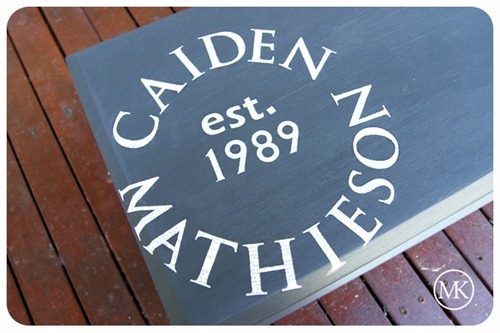 CAIDEN
est.
1989
MATHIESON
MK